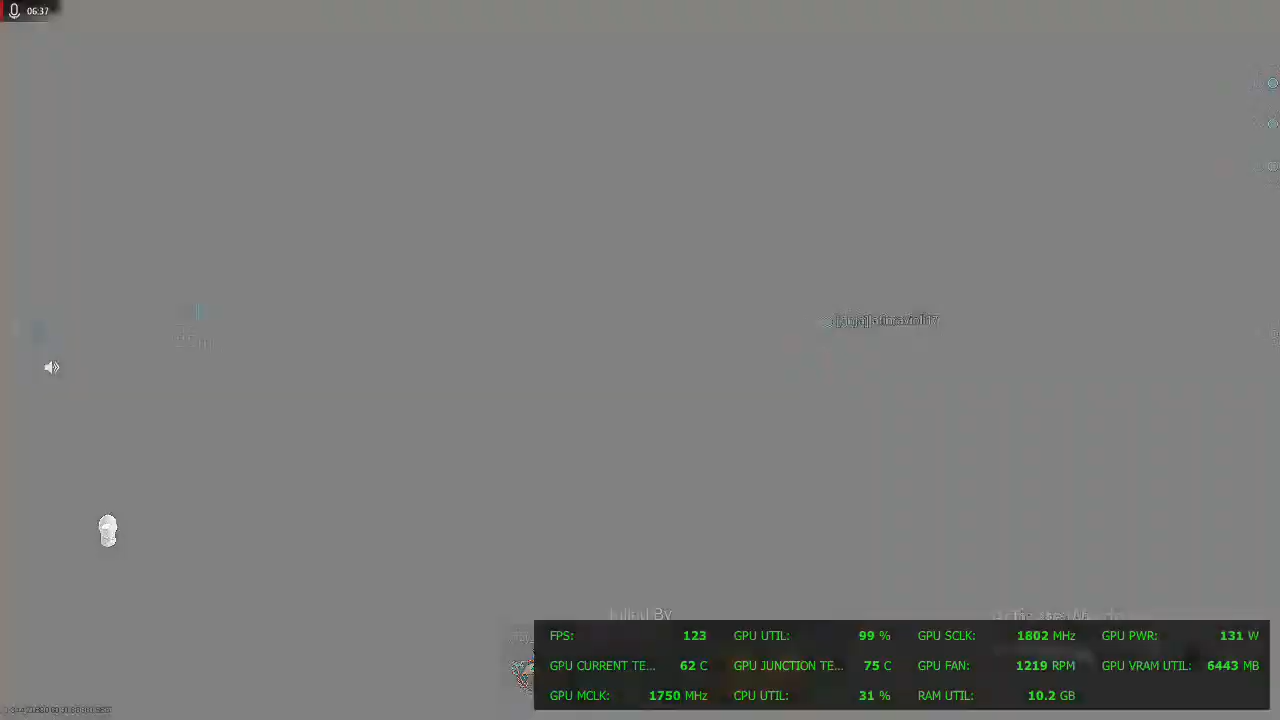 06:37
By
FPS: 123 GPU UTIL: 99 % GPU SCLK: 1802 MHz GPU PWR: 131 W
GPU CURRENT TE... 62 C GPU JUNCTION TE... 75 C GPU FAN: 1219 RPM GPU VRAM UTIL: 6443 MB
GPU MCLK: 1750 MHz CPU UTIL: 31 % RAM UTIL: 10.2 GB